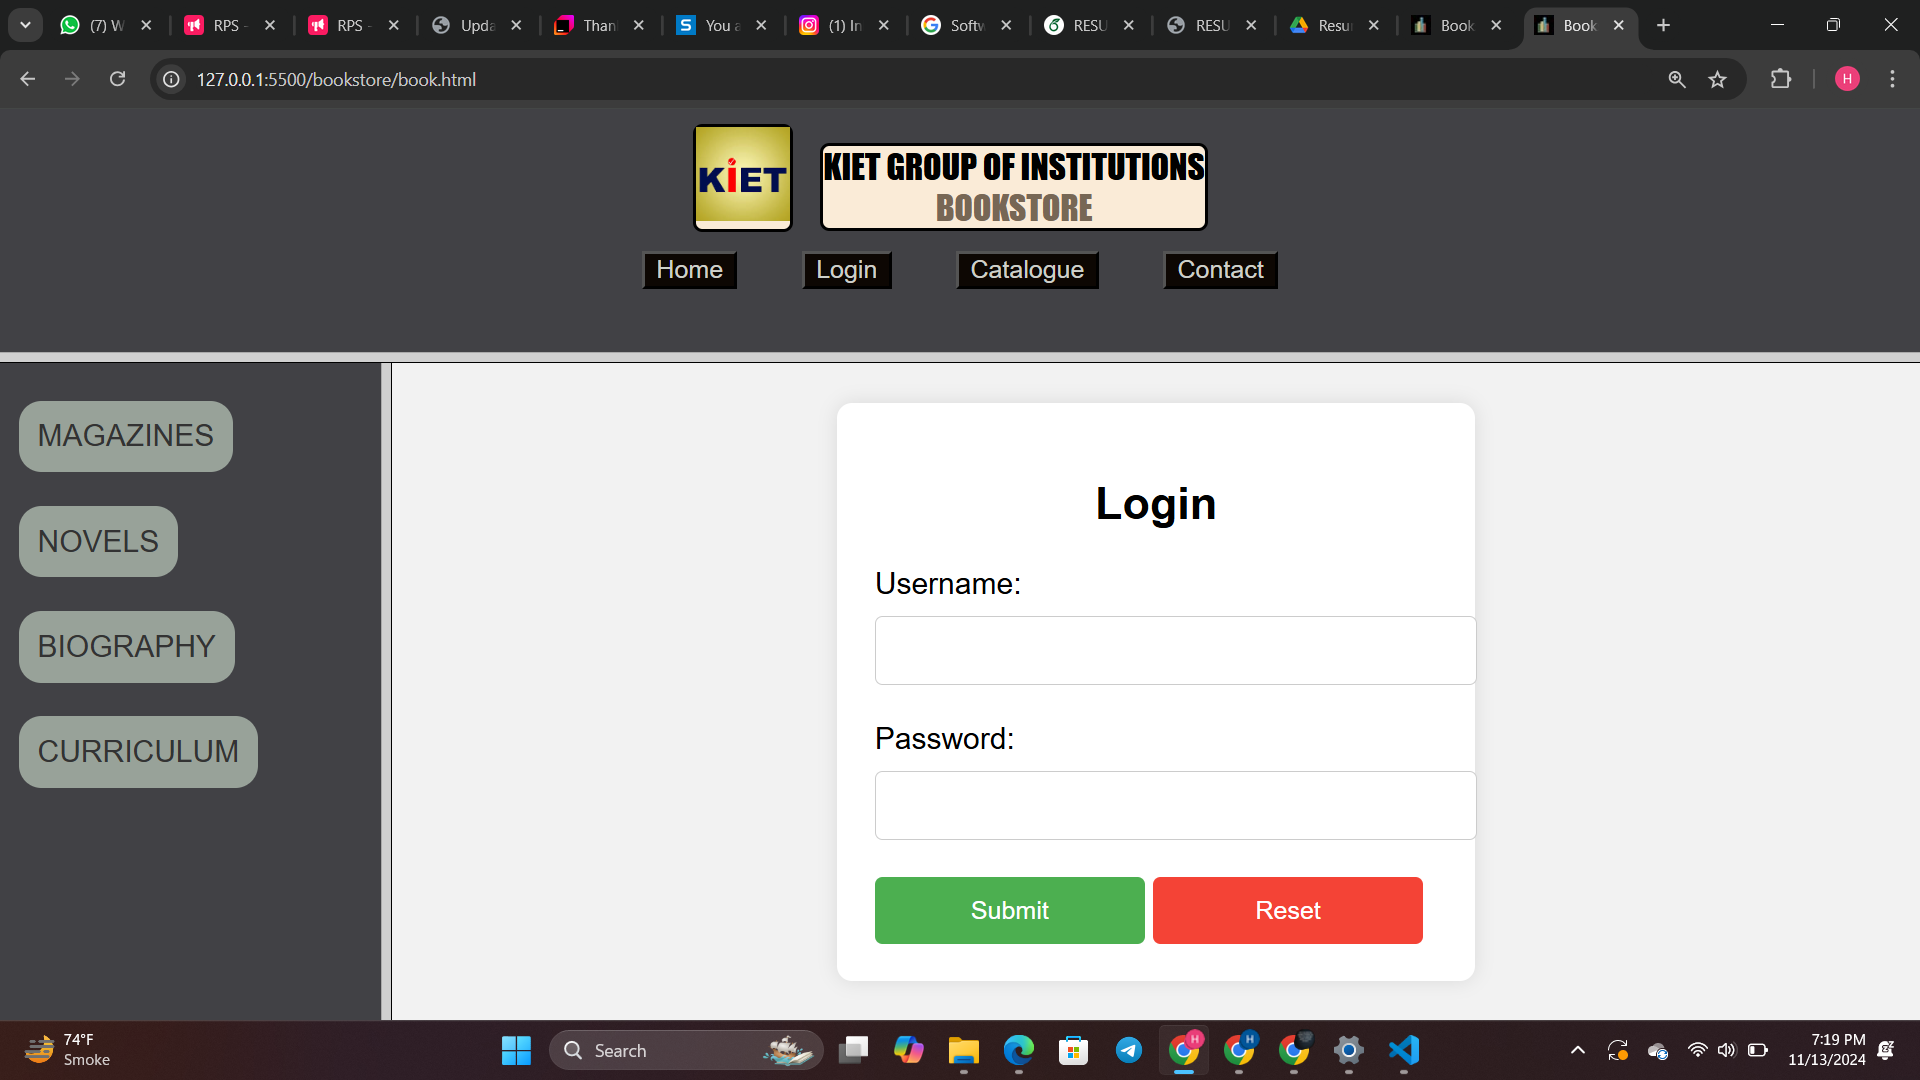 (7) W
RPS -
RPS -
Upda
Than
You a
(1) In
Softw
RESU
RESU
Resu
Book
Book
127.0.0.1:5500/bookstore/book.html
H
KiET
KIET GROUP OF INSTITUTIONS
BOOKSTORE
Home
Login
Catalogue
Contact
MAGAZINES
NOVELS
BIOGRAPHY
CURRICULUM
Login
Username:
Password:
Submit
Reset
74°F
Smoke
Search
H
H
7:19 PM
11/13/2024